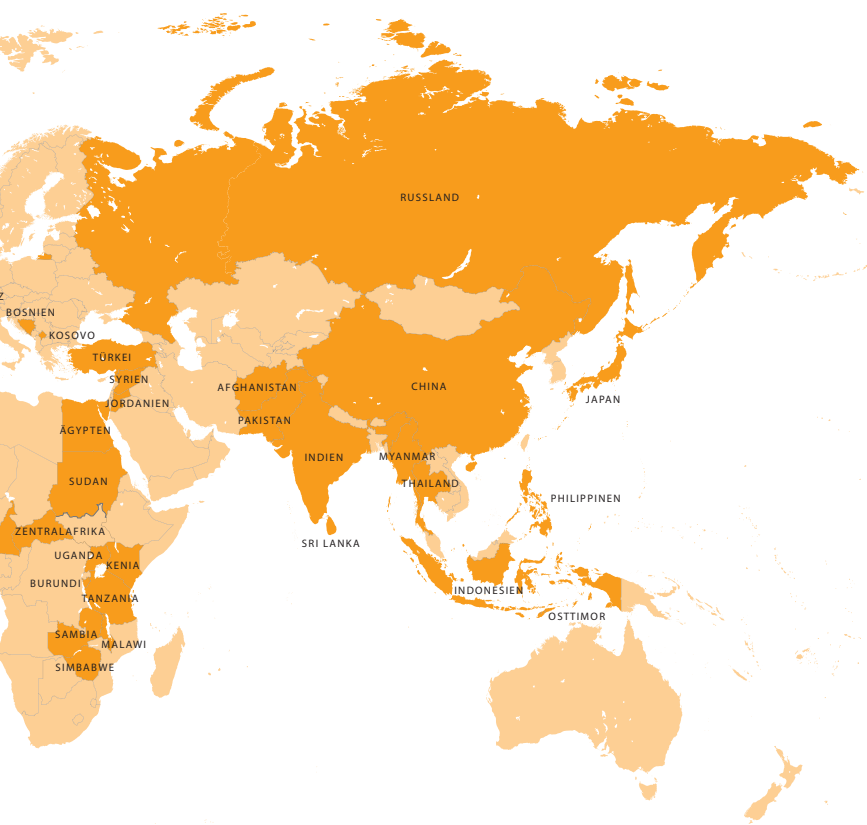 RUSSLAND
Z
BOSNIEN
KOSOVO
TÜRKEI
SYRIEN
AFGHANISTAN
CHINA
JORDANIEN
JAPAN
PAKISTAN
ÄGYPTEN
INDIEN
MYANMAR
SUDAN
THAILAND
PHILIPPINEN
ZENTRALAFRIKA
SRI LANKA
UGANDA
KENIA
BURUNDI
INDONESIEN
TANZANIA
OSTTIMOR
SAMBIA
MALAWI
SIMBABWE